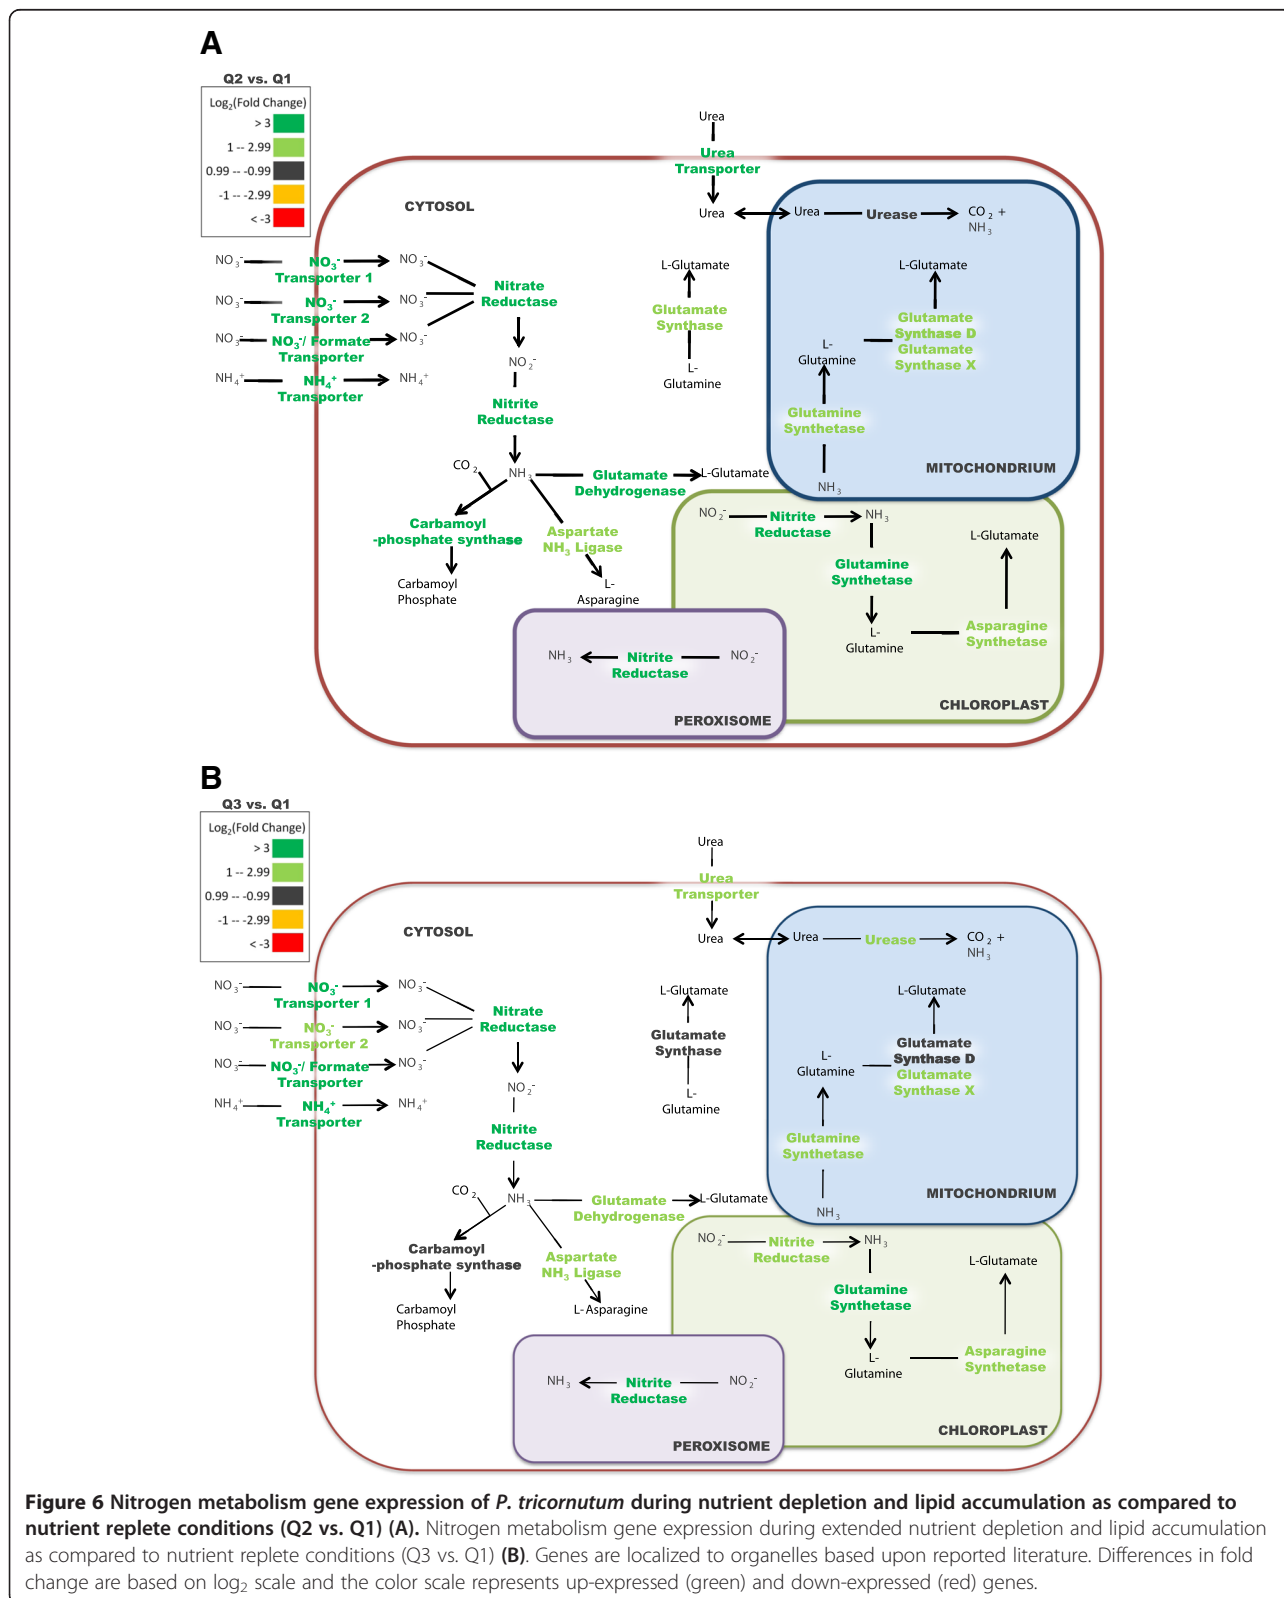 A
Q2 vs. Q1
Log2(Fold Change)
> 3
1 -- 2.99
0.99 -- -0.99
-1 -- -2.99
< -3
Urea
Urea
Transporter
Urea
Urea
Urease
CO2 +
NH3
CYTOSOL
NO3-
NO3-
Transporter 1
NO3-
NO3-
NO3-
Transporter 2
NO3-
NO3-
NO3-/ Formate
Transporter
NO3-
NH4+
NH4+
Transporter
NH4+
Nitrate
Reductase
NO2-
Nitrite
Reductase
CO2
NH3
Glutamate
Dehydrogenase
L-Glutamate
Carbamoyl
-phosphate synthase
Carbamoyl
Phosphate
Aspartate
NH3 Ligase
L-
Asparagine
L-Glutamate
Glutamate
Synthase
L-
Glutamine
L-Glutamate
Glutamate
Synthase D
Glutamate
Synthase X
L-
Glutamine
Glutamine
Synthetase
NH3
MITOCHONDRIUM
NO2-
Nitrite
Reductase
NH3
Glutamine
Synthetase
L-
Glutamine
Asparagine
Synthetase
L-Glutamate
CHLOROPLAST
NH3
Nitrite
Reductase
NO2-
PEROXISOME
B
Q3 vs. Q1
Log2(Fold Change)
> 3
1 -- 2.99
0.99 -- -0.99
-1 -- -2.99
< -3
Urea
Urea
Transporter
Urea
Urea
Urease
CO2 +
NH3
CYTOSOL
NO3-
NO3-
Transporter 1
NO3-
NO3-
NO3-
Transporter 2
NO3-
NO3-
NO3-/ Formate
Transporter
NO3-
NH4+
NH4+
Transporter
NH4+
Nitrate
Reductase
NO2-
Nitrite
Reductase
CO2
NH3
Glutamate
Dehydrogenase
L-Glutamate
Carbamoyl
-phosphate synthase
Carbamoyl
Phosphate
Aspartate
NH3 Ligase
L-Asparagine
L-Glutamate
Glutamate
Synthase
L-
Glutamine
L-Glutamate
Glutamate
Synthase D
Glutamate
Synthase X
L-
Glutamine
Glutamine
Synthetase
NH3
MITOCHONDRIUM
NO2-
Nitrite
Reductase
NH3
Glutamine
Synthetase
L-
Glutamine
Asparagine
Synthetase
L-Glutamate
CHLOROPLAST
NH3
Nitrite
Reductase
NO2-
PEROXISOME
Figure 6 Nitrogen metabolism gene expression of P. tricornutum during nutrient depletion and lipid accumulation as compared to
nutrient replete conditions (Q2 vs. Q1) (A). Nitrogen metabolism gene expression during extended nutrient depletion and lipid accumulation
as compared to nutrient replete conditions (Q3 vs. Q1) (B). Genes are localized to organelles based upon reported literature. Differences in fold
change are based on log2 scale and the color scale represents up-expressed (green) and down-expressed (red) genes.